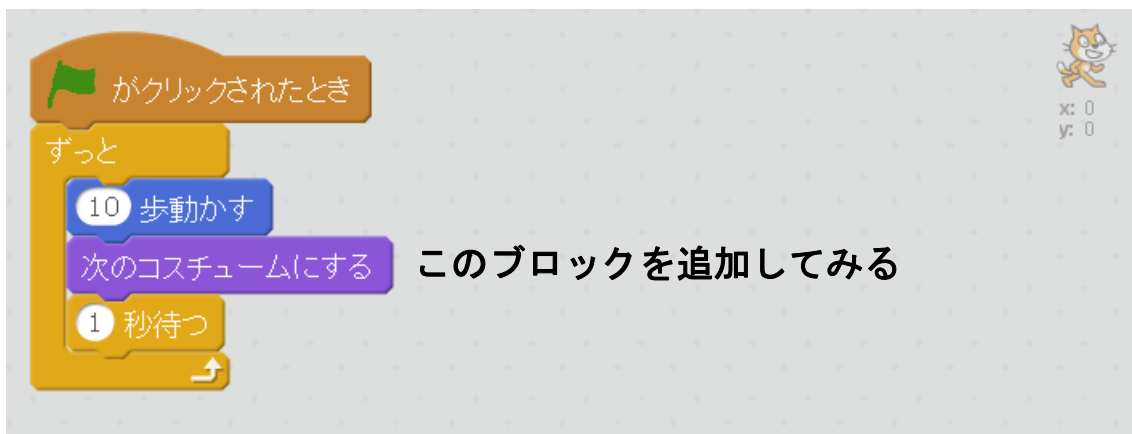 がクリックされたとき
ずっと
10 歩動かす
次のコスチュームにする
このブロックを追加してみる
1 秒待つ
x: 0
y: 0